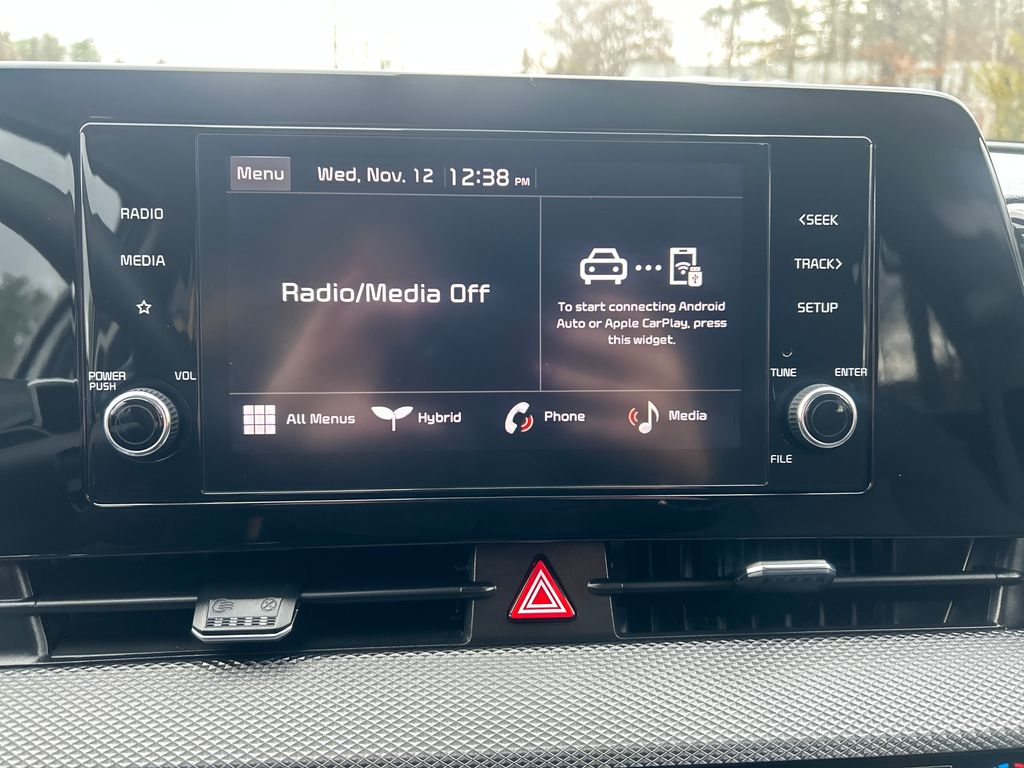 Menu
Wed, Nov. 12
12:38 PM
RADIO
MEDIA
POWER
PUSH
VOL
Radio/Media Off
To start connecting Android
Auto or Apple CarPlay, press
this widget.
All Menus
Hybrid
Phone
Media
<SEEK
TRACK>
SETUP
TUNE
ENTER
FILE